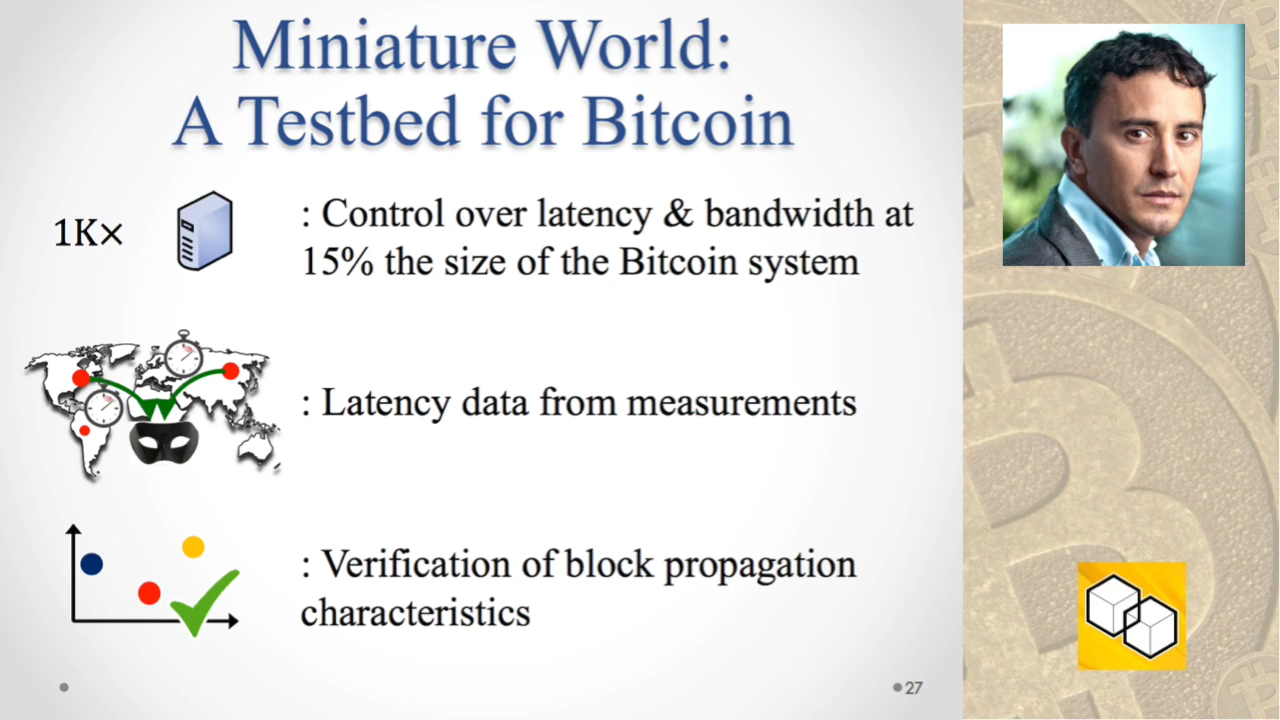 Miniature World:
A Testbed for Bitcoin
1K×
: Control over latency & bandwidth at
15% the size of the Bitcoin system
: Latency data from measurements
: Verification of block propagation
characteristics
27